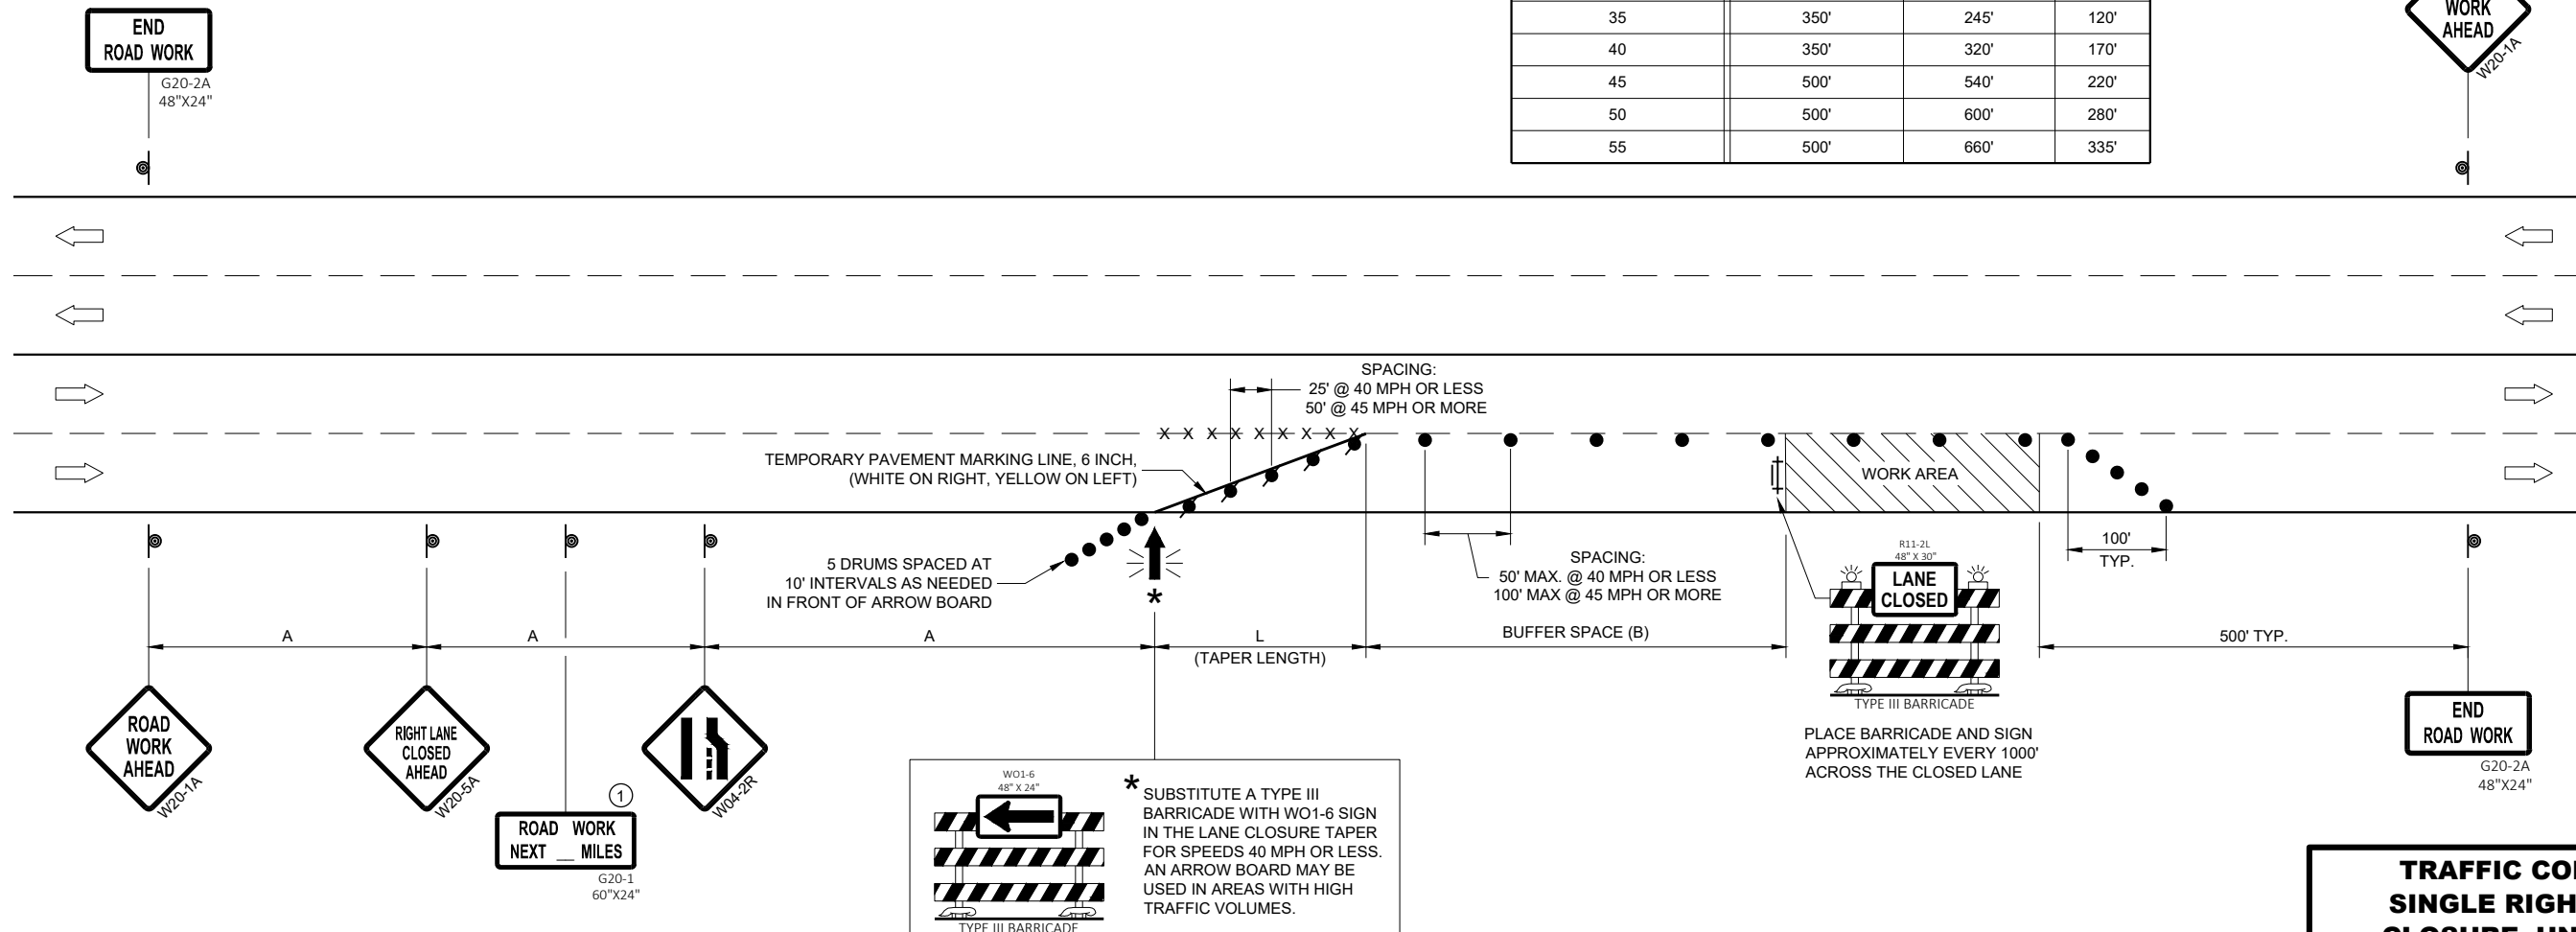 END
ROAD WORK
G20-2A
48"X24"
35 350' 245' 120'
40 350' 320' 170'
45 500' 540' 220'
50 500' 600' 280'
55 500' 660' 335'
WORK
AHEAD
W20-1A
SPACING:
25' @ 40 MPH OR LESS
50' @ 45 MPH OR MORE
X X X X X X X X X
TEMPORARY PAVEMENT MARKING LINE, 6 INCH,
(WHITE ON RIGHT, YELLOW ON LEFT)
WORK AREA
5 DRUMS SPACED AT
10' INTERVALS AS NEEDED
IN FRONT OF ARROW BOARD
*
SPACING:
50' MAX. @ 40 MPH OR LESS
100' MAX @ 45 MPH OR MORE
100'
TYP.
R11-2L
48" X 30"
LANE
CLOSED
TYPE III BARRICADE
PLACE BARRICADE AND SIGN
APPROXIMATELY EVERY 1000'
ACROSS THE CLOSED LANE
A
A
A
L
(TAPER LENGTH)
BUFFER SPACE (B)
500' TYP.
ROAD
WORK
AHEAD
W20-1A
RIGHT LANE
CLOSED
AHEAD
W20-5A
1
ROAD WORK
NEXT __ MILES
G20-1
60"X24"
W04-2R
WO1-6
48" X 24"
TYPE III BARRICADE
* SUBSTITUTE A TYPE III
BARRICADE WITH WO1-6 SIGN
IN THE LANE CLOSURE TAPER
FOR SPEEDS 40 MPH OR LESS.
AN ARROW BOARD MAY BE
USED IN AREAS WITH HIGH
TRAFFIC VOLUMES.
END
ROAD WORK
G20-2A
48"X24"
TRAFFIC CO
SINGLE RIGH
CLOSURE, UN